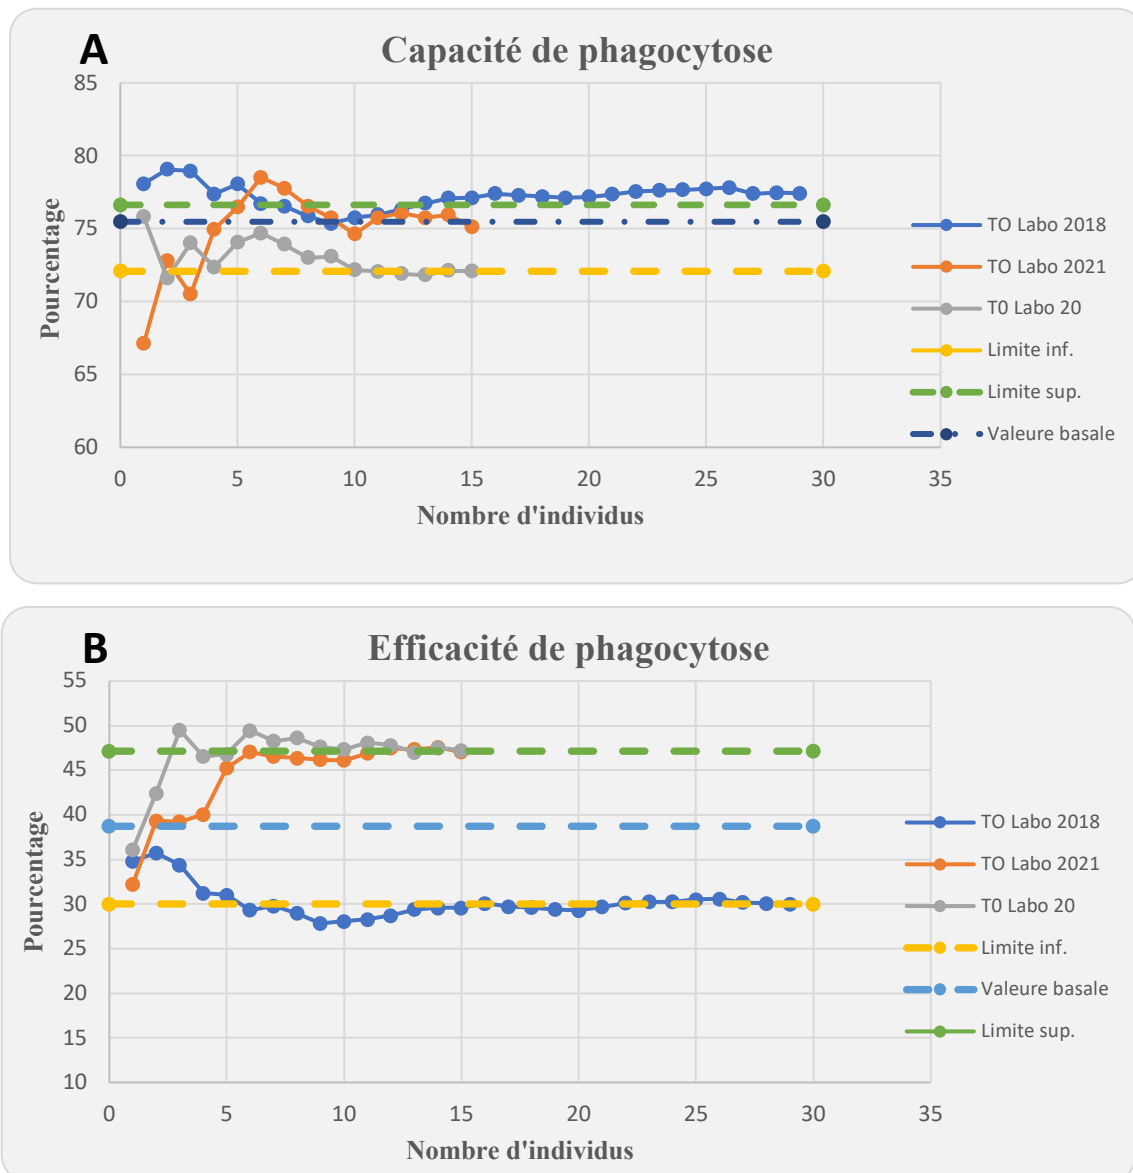 A
Capacité de phagocytose
85
80
75
70
65
60
0 5 10 15 20 25 30 35
Pourcentage
Nombre d'individus
TO Labo 2018
TO Labo 2021
T0 Labo 20
Limite inf.
Limite sup.
Valeure basale
B
Efficacité de phagocytose
55
50
45
40
35
30
25
20
15
10
0 5 10 15 20 25 30 35
Pourcentage
Nombre d'individus
TO Labo 2018
TO Labo 2021
T0 Labo 20
Limite inf.
Valeure basale
Limite sup.